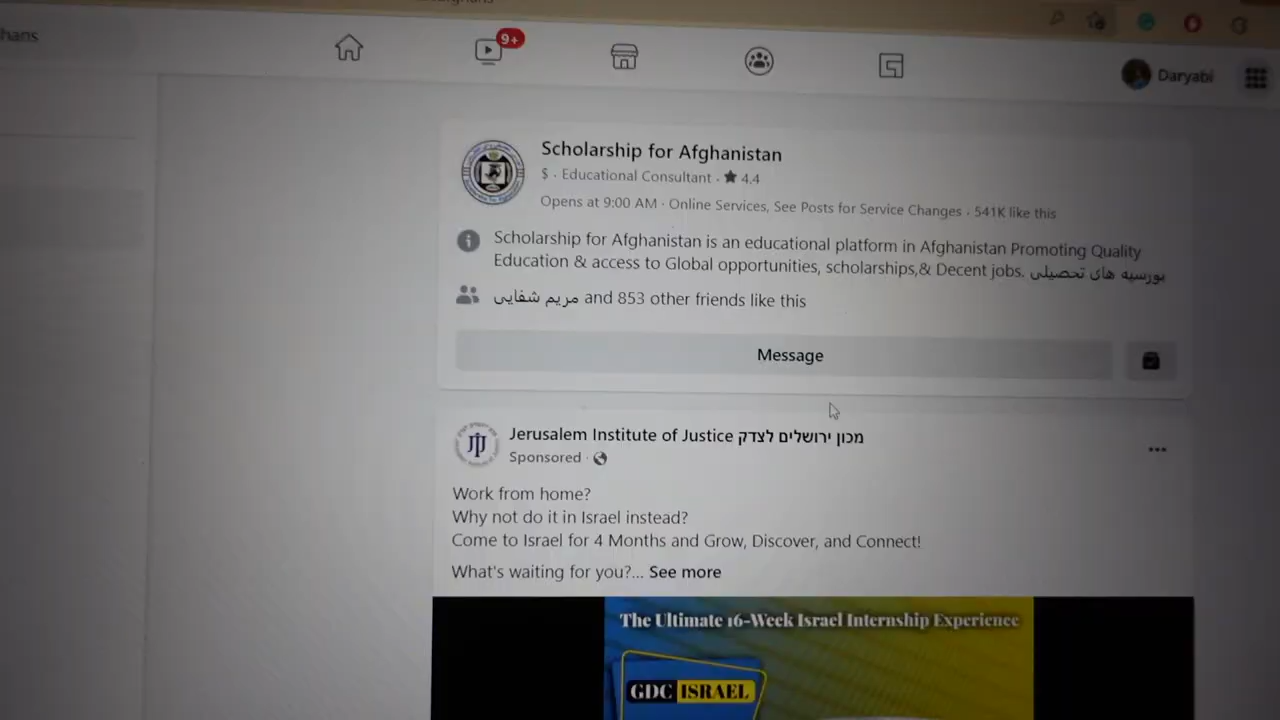 hans
9+
Daryabi
Scholarship for Afghanistan
$ · Educational Consultant · ★ 4.4
Opens at 9:00 AM · Online Services, See Posts for Service Changes · 541K like this
Scholarship for Afghanistan is an educational platform in Afghanistan Promoting Quality
Education & access to Global opportunities, scholarships,& Decent jobs. بورسیه های تحصیلی
مریم شفایی and 853 other friends like this
Message
Jerusalem Institute of Justice מכון ירושלים לצדק
Sponsored ·
Work from home?
Why not do it in Israel instead?
Come to Israel for 4 Months and Grow, Discover, and Connect!
What's waiting for you?... See more
The Ultimate 16-Week Israel Internship Experience
GDC ISRAEL